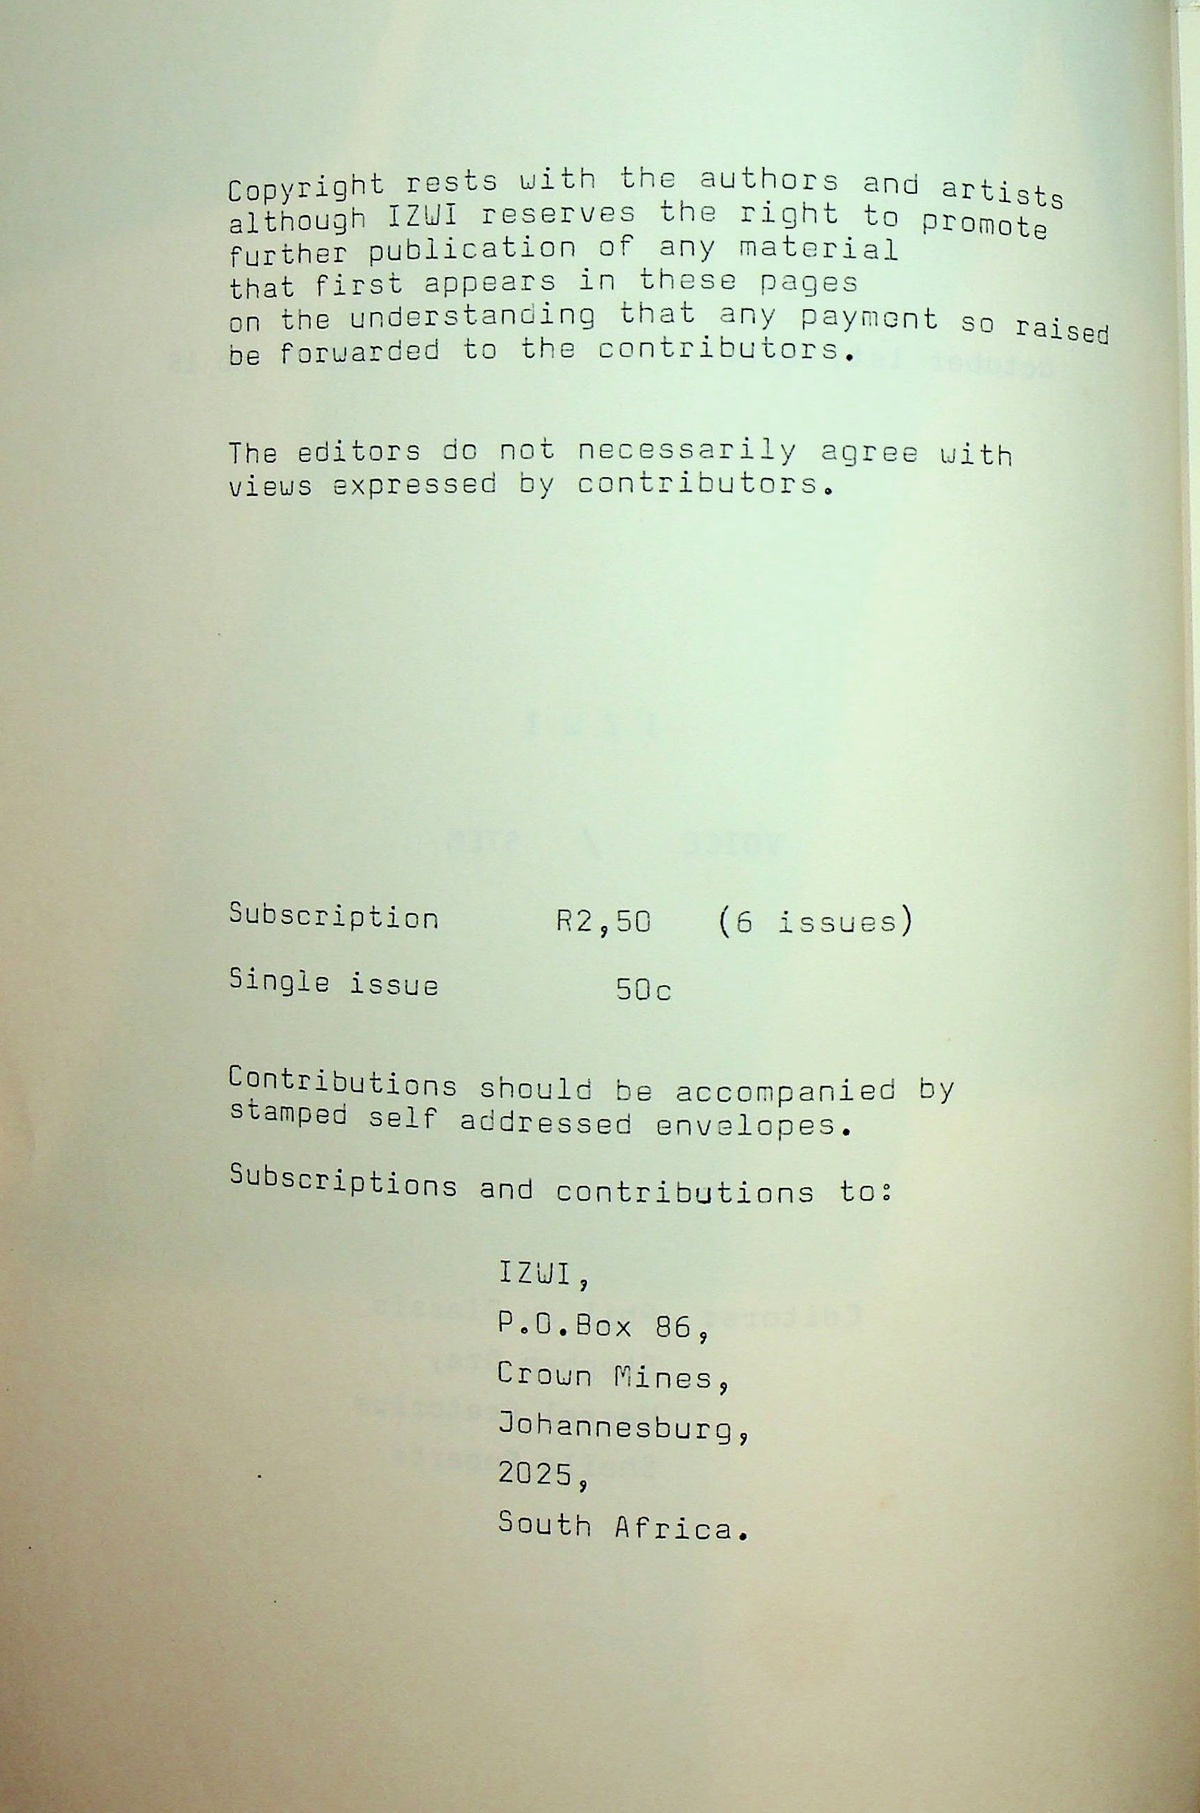 Copyright rests with the authors and artists
although IZWI reserves the right to promote
further publication of any material
that first appears in these pages
on the understanding that any payment so raised
be forwarded to the contributors.
The editors do not necessarily agree with
views expressed by contributors.
Subscription R2,50 (6 issues)
Single issue 50c
Contributions should be accompanied by
stamped self addressed envelopes.
Subscriptions and contributions to:
IZWI,
P.O.Box 86,
Crown Mines,
Johannesburg,
2025,
South Africa.